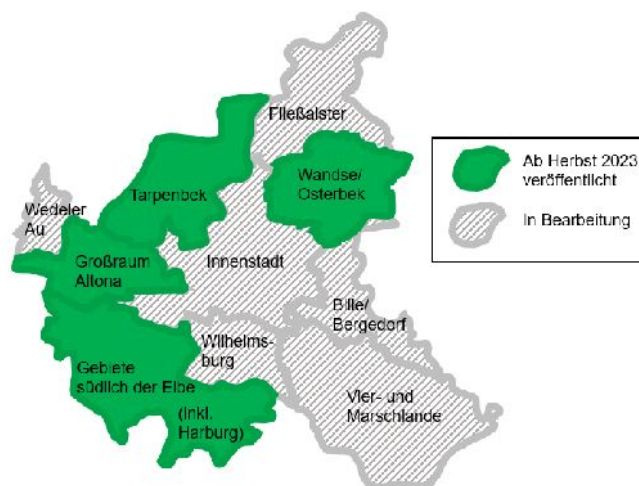 Fließalster
Wandse/
Osterbek
Tarpenbek
Wedeler
Au
Großraum
Altona
Innenstadt
Bille/
Bergedorf
Wilhelms-
burg
Gebiete
südlich der Elbe
(Inkl.
Harburg)
Vier- und
Marschlande
Ab Herbst 2023
veröffentlicht
In Bearbeitung